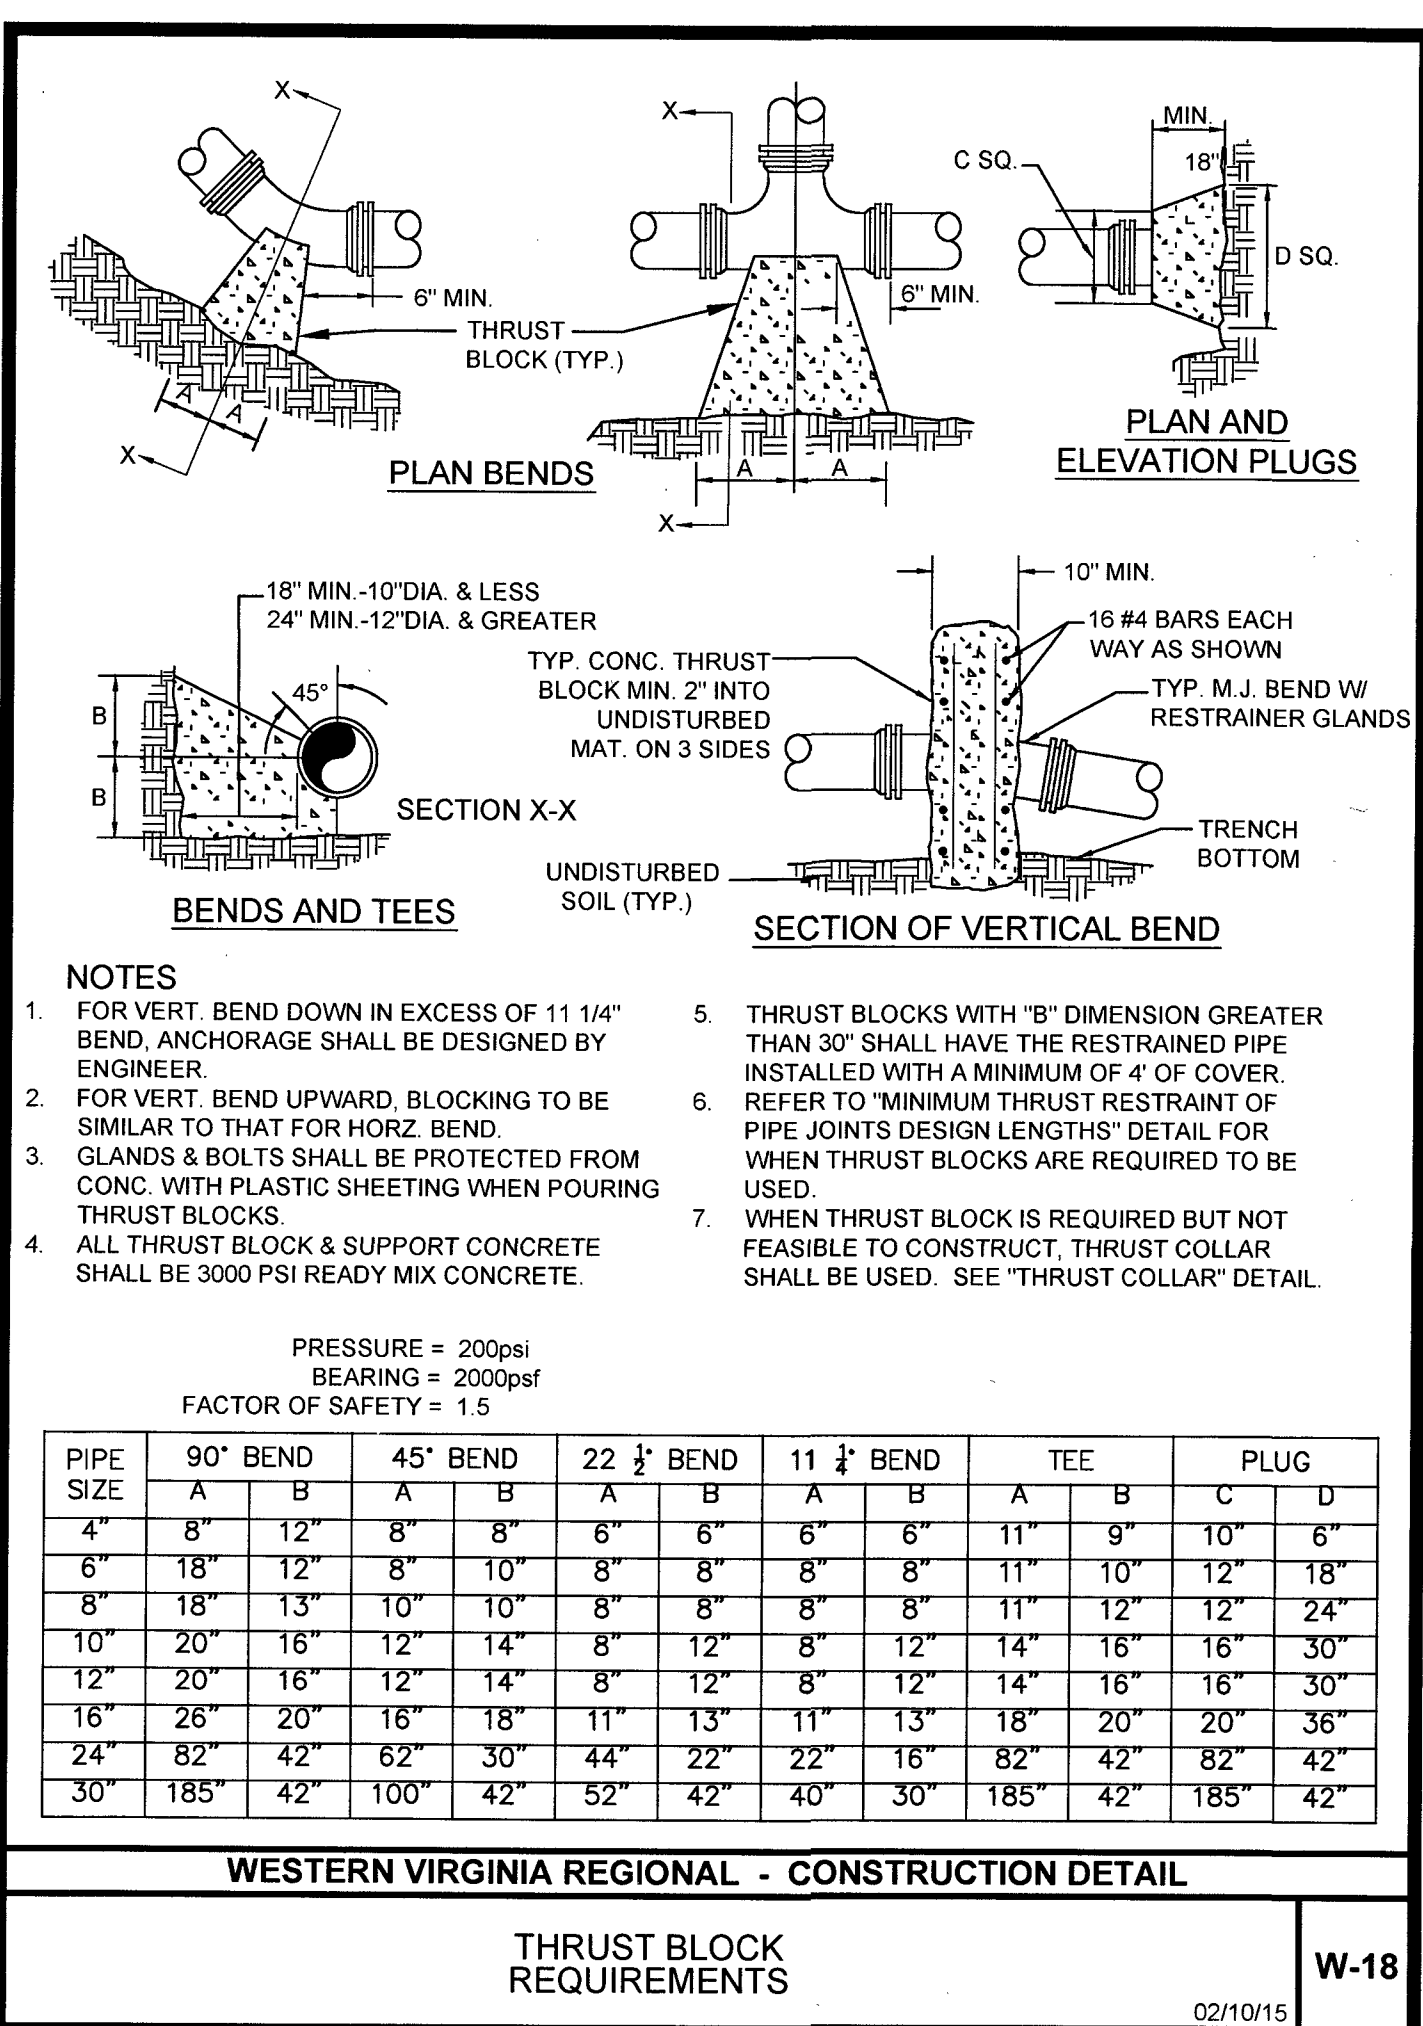 X
X
MIN.
C SQ.
18"
D SQ.
6" MIN.
6" MIN.
THRUST
BLOCK (TYP.)
A
A
X
PLAN BENDS
A
A
X
PLAN AND
ELEVATION PLUGS
18" MIN.-10"DIA. & LESS
24" MIN.-12"DIA. & GREATER
45°
B
B
SECTION X-X
BENDS AND TEES
10" MIN.
16 #4 BARS EACH
WAY AS SHOWN
TYP. CONC. THRUST
BLOCK MIN. 2" INTO
UNDISTURBED
MAT. ON 3 SIDES
TYP. M.J. BEND W/
RESTRAINER GLANDS
TRENCH
BOTTOM
UNDISTURBED
SOIL (TYP.)
SECTION OF VERTICAL BEND
NOTES
1. FOR VERT. BEND DOWN IN EXCESS OF 11 1/4"
BEND, ANCHORAGE SHALL BE DESIGNED BY
ENGINEER.
2. FOR VERT. BEND UPWARD, BLOCKING TO BE
SIMILAR TO THAT FOR HORZ. BEND.
3. GLANDS & BOLTS SHALL BE PROTECTED FROM
CONC. WITH PLASTIC SHEETING WHEN POURING
THRUST BLOCKS.
4. ALL THRUST BLOCK & SUPPORT CONCRETE
SHALL BE 3000 PSI READY MIX CONCRETE.
5. THRUST BLOCKS WITH "B" DIMENSION GREATER
THAN 30" SHALL HAVE THE RESTRAINED PIPE
INSTALLED WITH A MINIMUM OF 4' OF COVER.
6. REFER TO "MINIMUM THRUST RESTRAINT OF
PIPE JOINTS DESIGN LENGTHS" DETAIL FOR
WHEN THRUST BLOCKS ARE REQUIRED TO BE
USED.
7. WHEN THRUST BLOCK IS REQUIRED BUT NOT
FEASIBLE TO CONSTRUCT, THRUST COLLAR
SHALL BE USED. SEE "THRUST COLLAR" DETAIL.
PRESSURE = 200psi
BEARING = 2000psf
FACTOR OF SAFETY = 1.5
PIPE SIZE 90° BEND 45° BEND 22 1/2° BEND 11 1/4° BEND TEE PLUG
A B A B A B A B A B C D
4" 8" 12" 8" 8" 6" 6" 6" 6" 11" 9" 10" 6"
6" 18" 12" 8" 10" 8" 8" 8" 8" 11" 10" 12" 18"
8" 18" 13" 10" 10" 8" 8" 8" 8" 11" 12" 12" 24"
10" 20" 16" 12" 14" 8" 12" 8" 12" 14" 16" 16" 30"
12" 20" 16" 12" 14" 8" 12" 8" 12" 14" 16" 16" 30"
16" 26" 20" 16" 18" 11" 13" 11" 13" 18" 20" 20" 36"
24" 82" 42" 62" 30" 44" 22" 22" 16" 82" 42" 82" 42"
30" 185" 42" 100" 42" 52" 42" 40" 30" 185" 42" 185" 42"
WESTERN VIRGINIA REGIONAL - CONSTRUCTION DETAIL
THRUST BLOCK
REQUIREMENTS
W-18
02/10/15